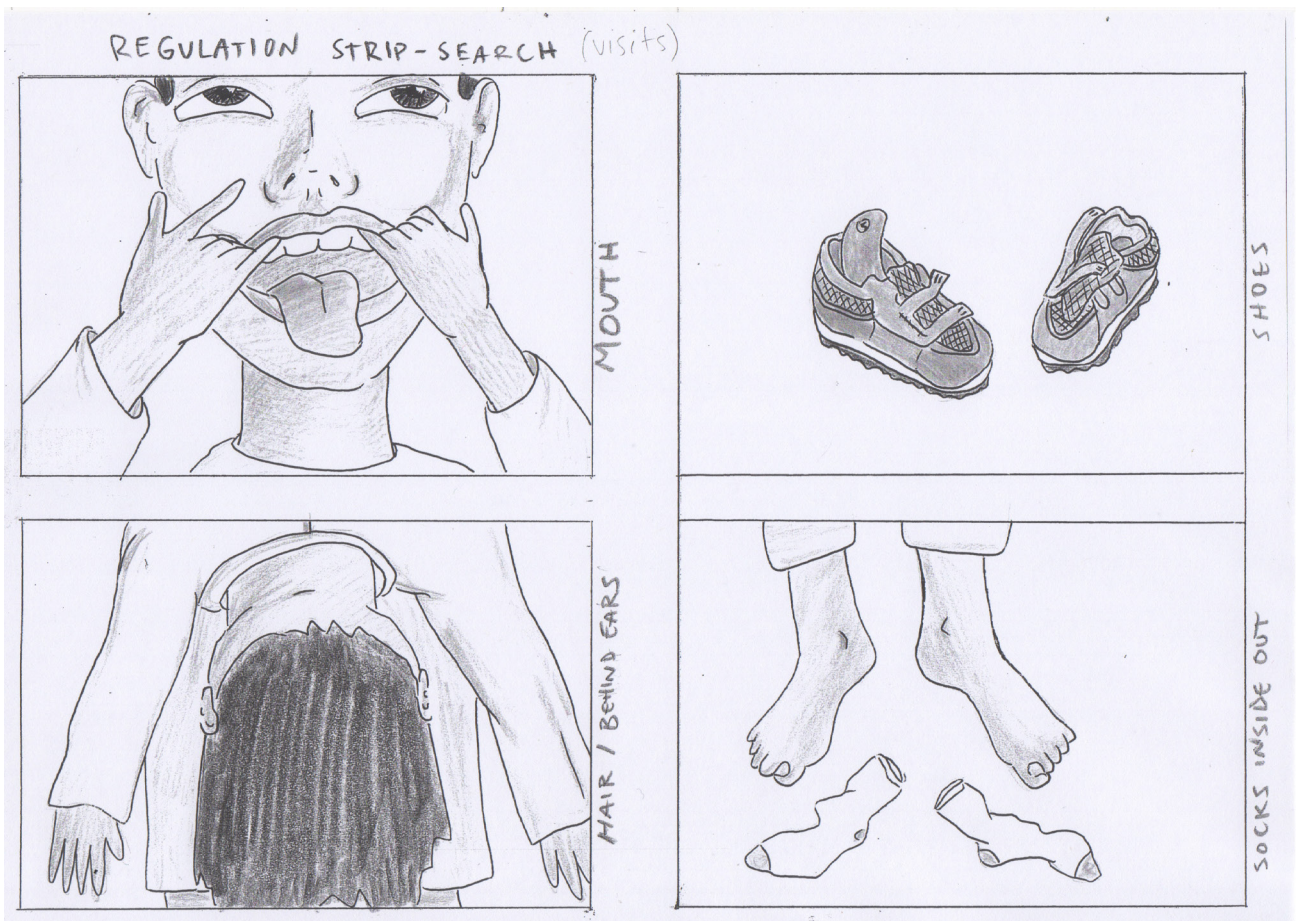 REGULATION STRIP-SEARCH (visits)
MOUTH
SHOES
HAIR / BEHIND EARS
SOCKS INSIDE OUT